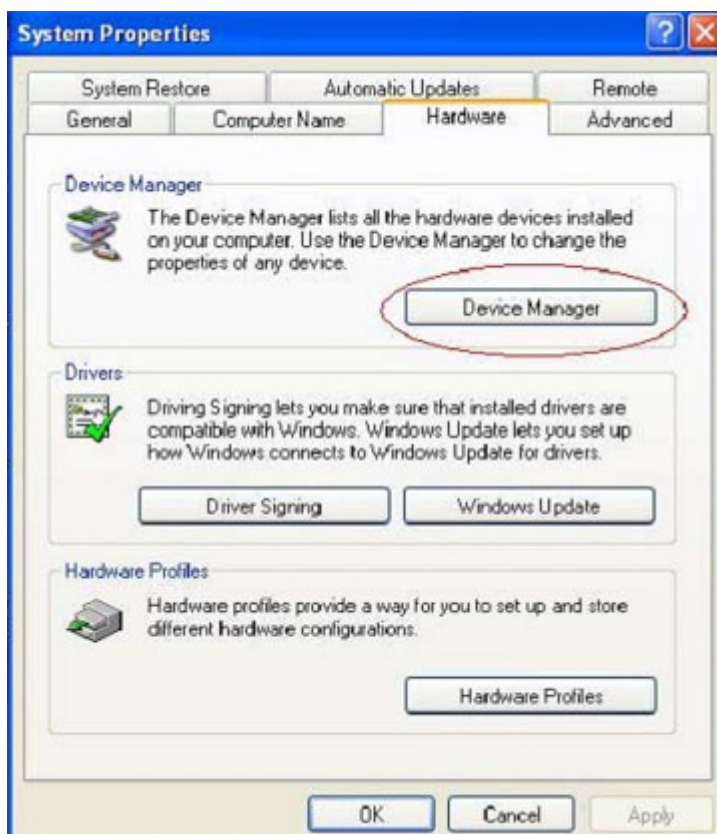 System Properties
System Restore Automatic Updates Remote
General Computer Name Hardware Advanced
Device Manager
The Device Manager lists all the hardware devices installed
on your computer. Use the Device Manager to change the
properties of any device.
Device Manager
Drivers
Driving Signing lets you make sure that installed drivers are
compatible with Windows. Windows Update lets you set up
how Windows connects to Windows Update for drivers.
Driver Signing Windows Update
Hardware Profiles
Hardware profiles provide a way for you to set up and store
different hardware configurations.
Hardware Profiles
OK Cancel Apply